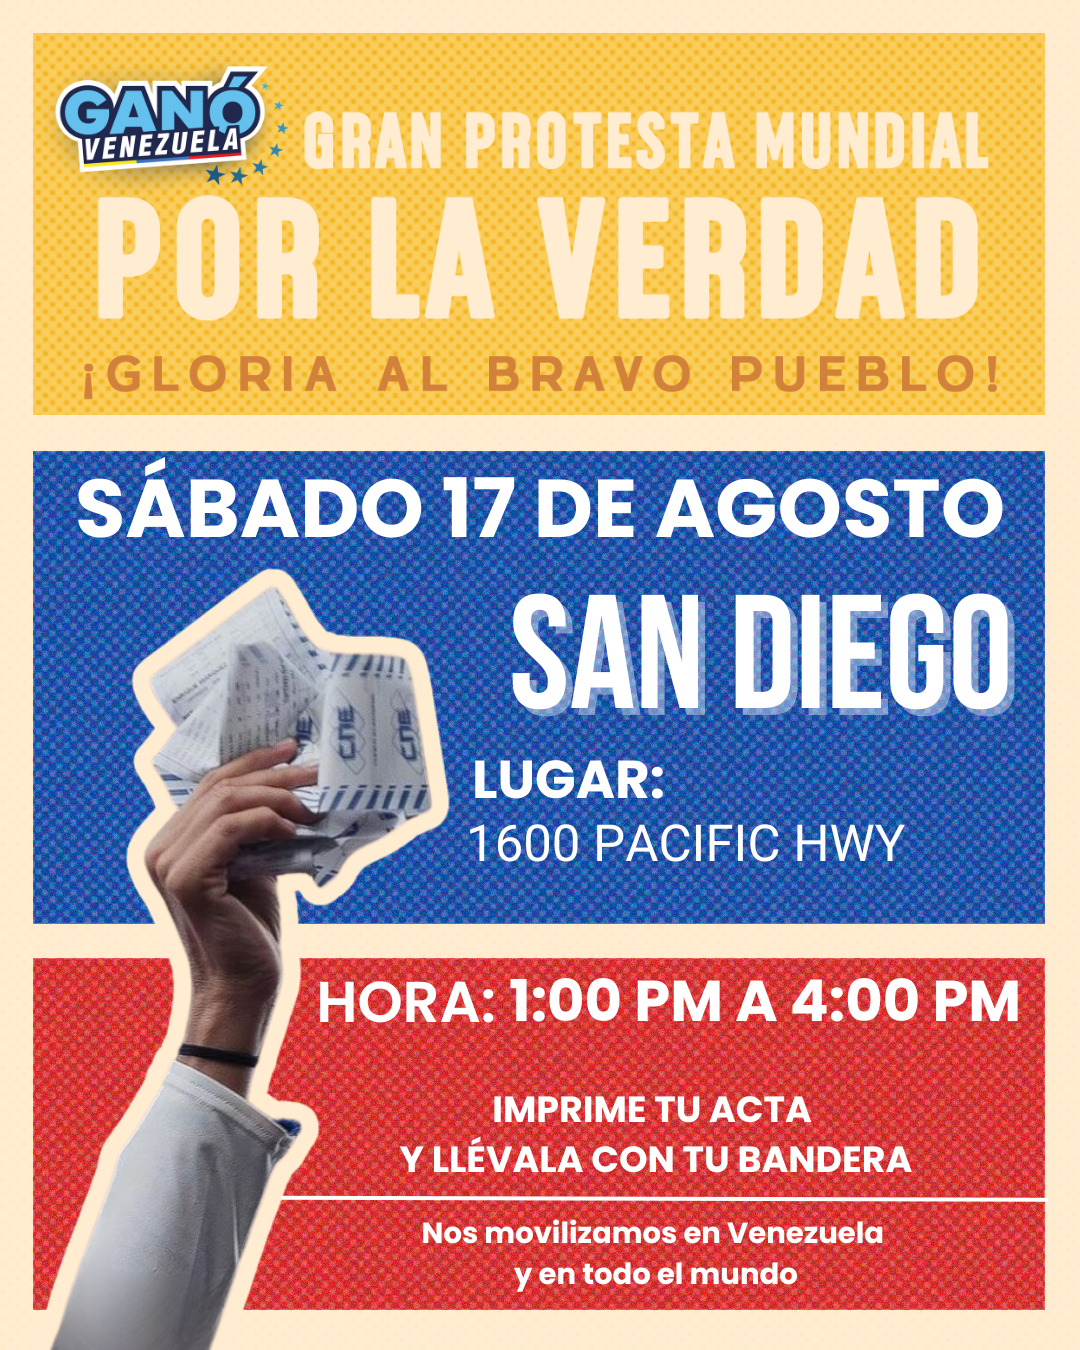 GANÓ
VENEZUELA
GRAN PROTESTA MUNDIAL
POR LA VERDAD
¡GLORIA AL BRAVO PUEBLO!
SÁBADO 17 DE AGOSTO
SAN DIEGO
CNE
CNE
LUGAR:
1600 PACIFIC HWY
HORA: 1:00 PM A 4:00 PM
IMPRIME TU ACTA
Y LLÉVALA CON TU BANDERA
Nos movilizamos en Venezuela
y en todo el mundo